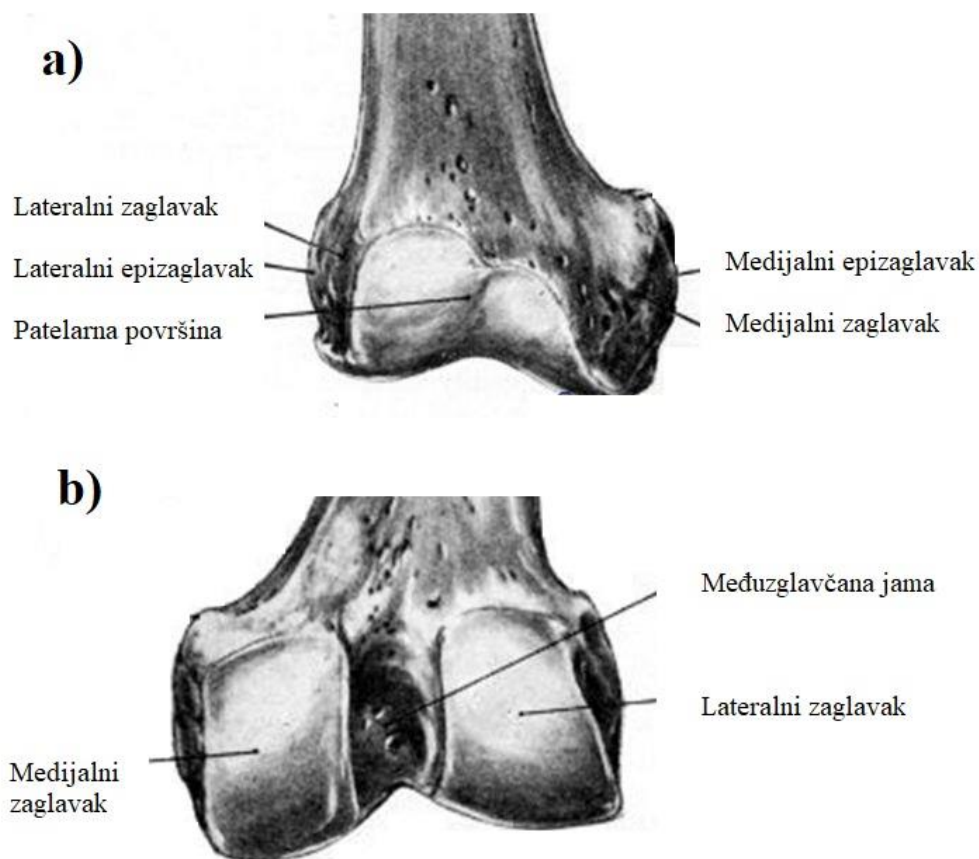 a)
Lateralni zaglavak
Lateralni epizaglavak
Patelarna površina
Medijalni epizaglavak
Medijalni zaglavak
b)
Međuzglavčana jama
Lateralni zaglavak
Medijalni
zaglavak